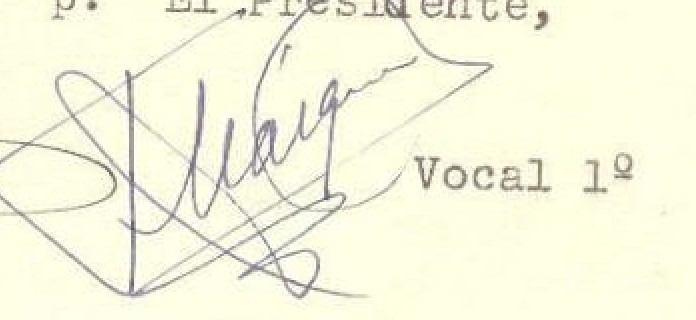 p. El Presidente,
Vocal 1º